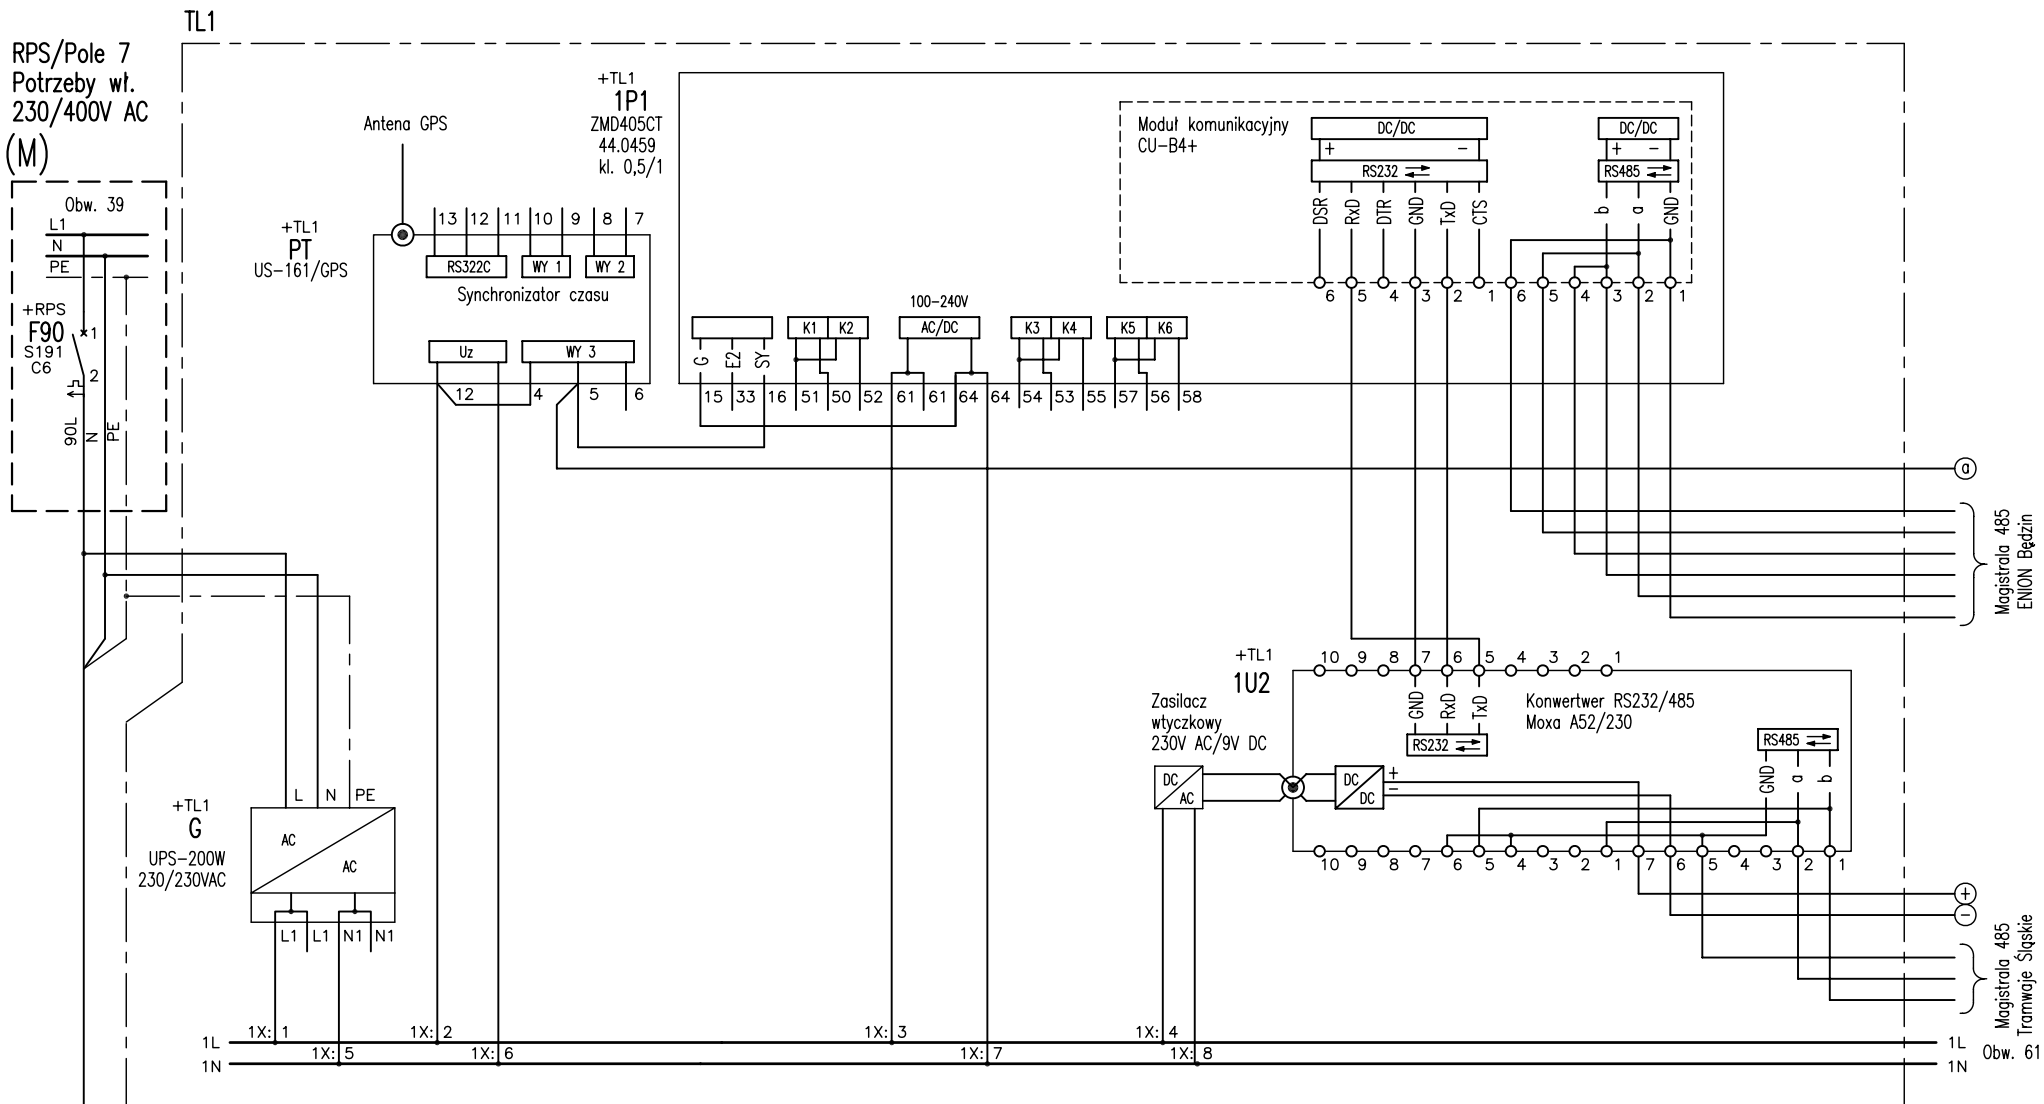 TL1
RPS/Pole 7
Potrzeby wł.
230/400V AC
(M)
Obw. 39
L1
N
PE
+RPS
F90
S191
C6
1
2
90L
N
PE
Antena GPS
+TL1
PT
US-161/GPS
13 12 11 10 9 8 7
RS322C WY 1 WY 2
Synchronizator czasu
Uz WY 3
12 4 5 6
+TL1
1P1
ZMD405CT
44.0459
kl. 0,5/1
100-240V
K1 K2 AC/DC K3 K4 K5 K6
G E2 SY
15 33 16 51 50 52 61 61 64 64 54 53 55 57 56 58
Moduł komunikacyjny
CU-B4+
DC/DC DC/DC
+ - + -
RS232 RS485
DSR RxD DTR GND TxD CTS b a GND
6 5 4 3 2 1 6 5 4 3 2 1
a
Magistrala 485
ENION Będzin
+TL1
1U2
10 9 8 7 6 5 4 3 2 1
GND RxD TxD
RS232
Konwertwer RS232/485
Moxa A52/230
Zasilacz
wtyczkowy
230V AC/9V DC
DC
AC
DC
DC
+
-
RS485
GND a b
10 9 8 7 6 5 4 3 2 1 7 6 5 4 3 2 1
+
-
Magistrala 485
Tramwaje Śląskie
+TL1
G
UPS-200W
230/230VAC
L N PE
AC
AC
L1 L1 N1 N1
1X: 1 1X: 2 1X: 3 1X: 4
1L 1L
1X: 5 1X: 6 1X: 7 1X: 8
Obw. 61
1N 1N